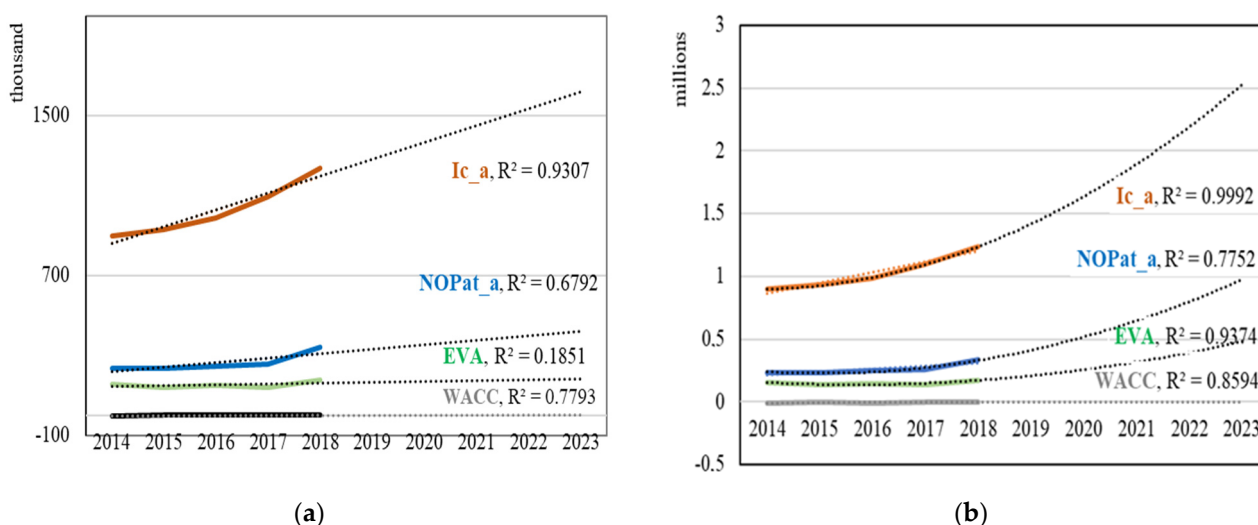 thousand
1500
700
-100
Ic_a, R² = 0.9307
NOPat_a, R² = 0.6792
EVA, R² = 0.1851
WACC, R² = 0.7793
2014 2015 2016 2017 2018 2019 2020 2021 2022 2023
(a)
millions
3
2.5
2
1.5
1
0.5
0
-0.5
Ic_a, R² = 0.9992
NOPat_a, R² = 0.7752
EVA, R² = 0.9374
WACC, R² = 0.8594
2014 2015 2016 2017 2018 2019 2020 2021 2022 2023
(b)